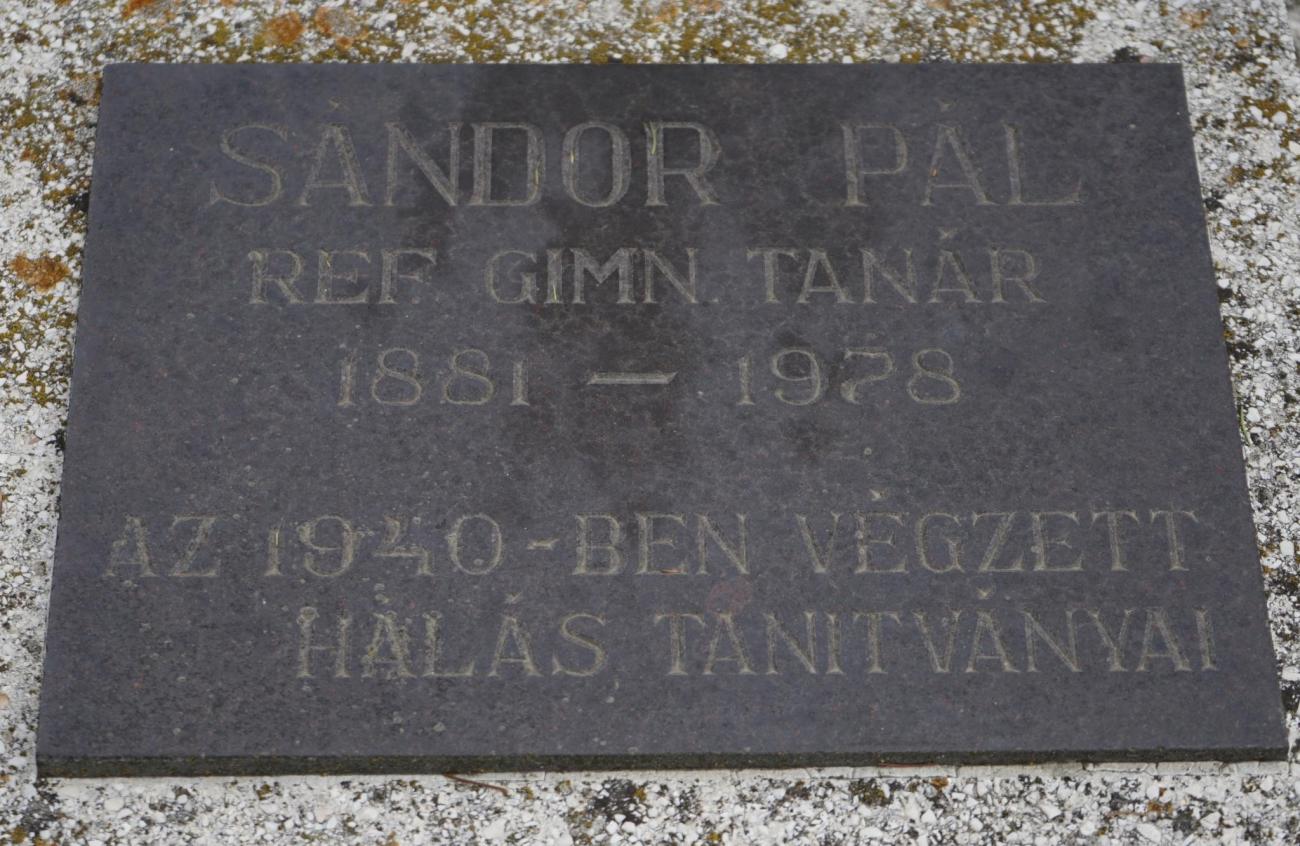 SÁNDOR PÁL
REF. GIMN. TANÁR
1881 – 1978
AZ 1940-BEN VÉGZETT
HÁLÁS TANITVÁNYAI